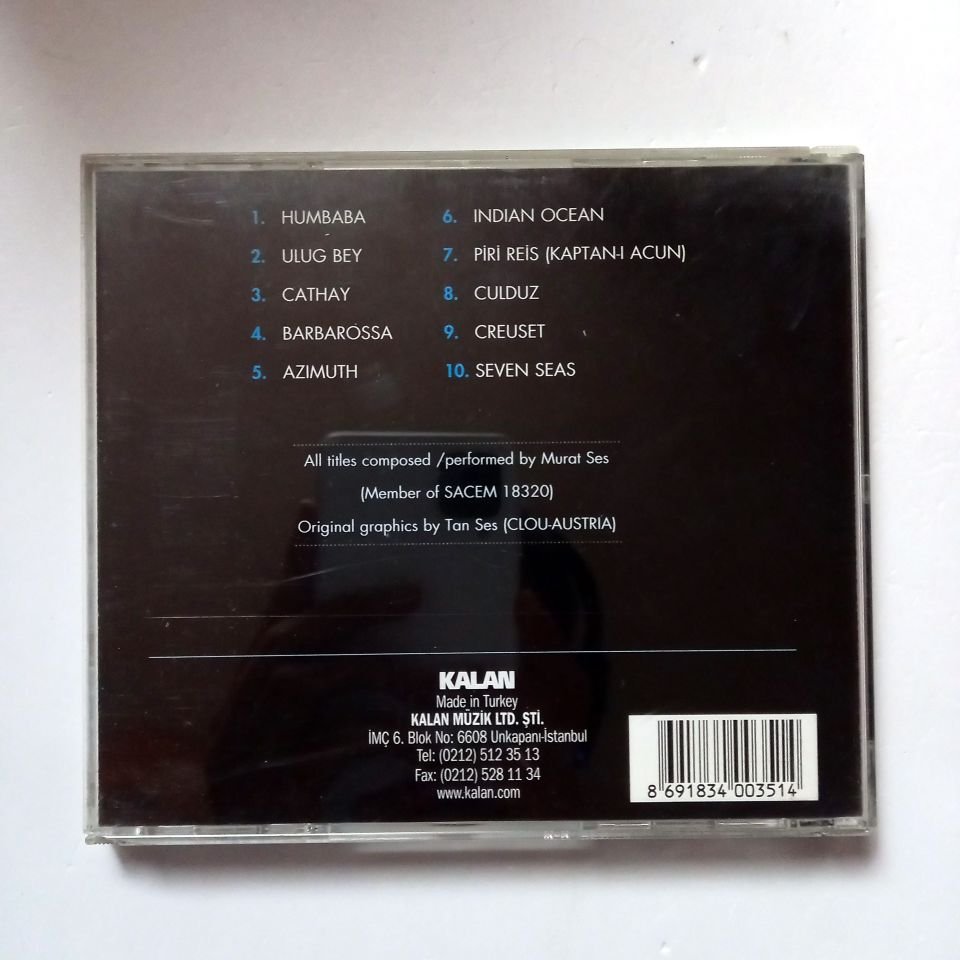 1. HUMBABA
2. ULUG BEY
3. CATHAY
4. BARBAROSSA
5. AZIMUTH
6. INDIAN OCEAN
7. PİRİ REİS (KAPTAN-I ACUN)
8. CULDUZ
9. CREUSET
10. SEVEN SEAS
All titles composed /performed by Murat Ses
(Member of SACEM 18320)
Original graphics by Tan Ses (CLOU-AUSTRIA)
KALAN
Made in Turkey
KALAN MÜZİK LTD. ŞTİ.
İMÇ 6. Blok No: 6608 Unkapanı-İstanbul
Tel: (0212) 512 35 13
Fax: (0212) 528 11 34
www.kalan.com
8 691834 003514